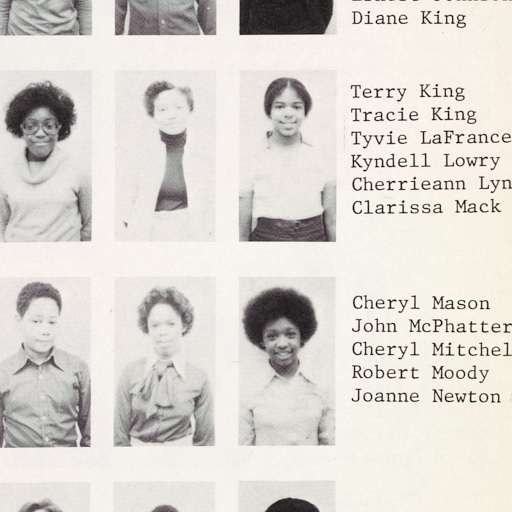 Diane King
Terry King
Tracie King
Tyvie LaFrance
Kyndell Lowry
Cherrieann Lyn
Clarissa Mack
Cheryl Mason
John McPhatter
Cheryl Mitchel
Robert Moody
Joanne Newton